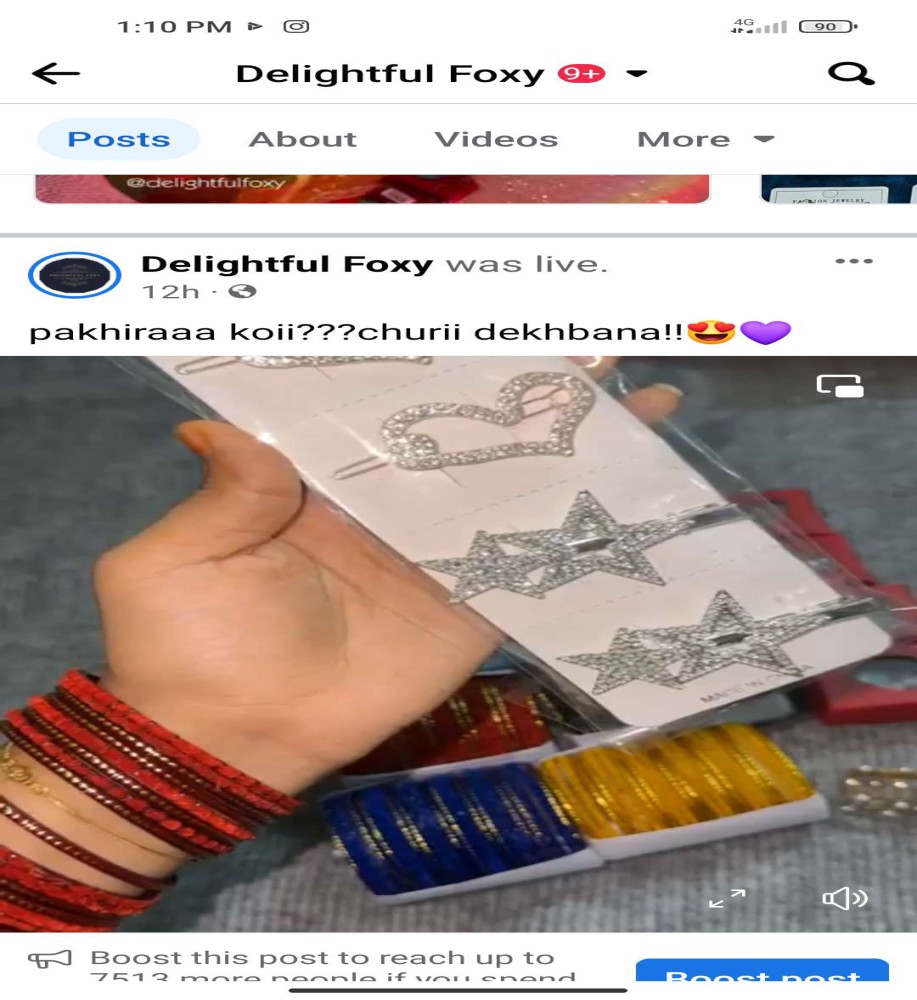 1:10 PM
4G
90
Delightful Foxy 9+
Posts About Videos More
@delightfulfoxy
FASHION JEWELRY
Delightful Foxy was live.
12h ·
pakhiraaa koii???churii dekhbana!!😍💜
MADE IN CHINA
Boost this post to reach up to
7513 more people if you spend
Boost post